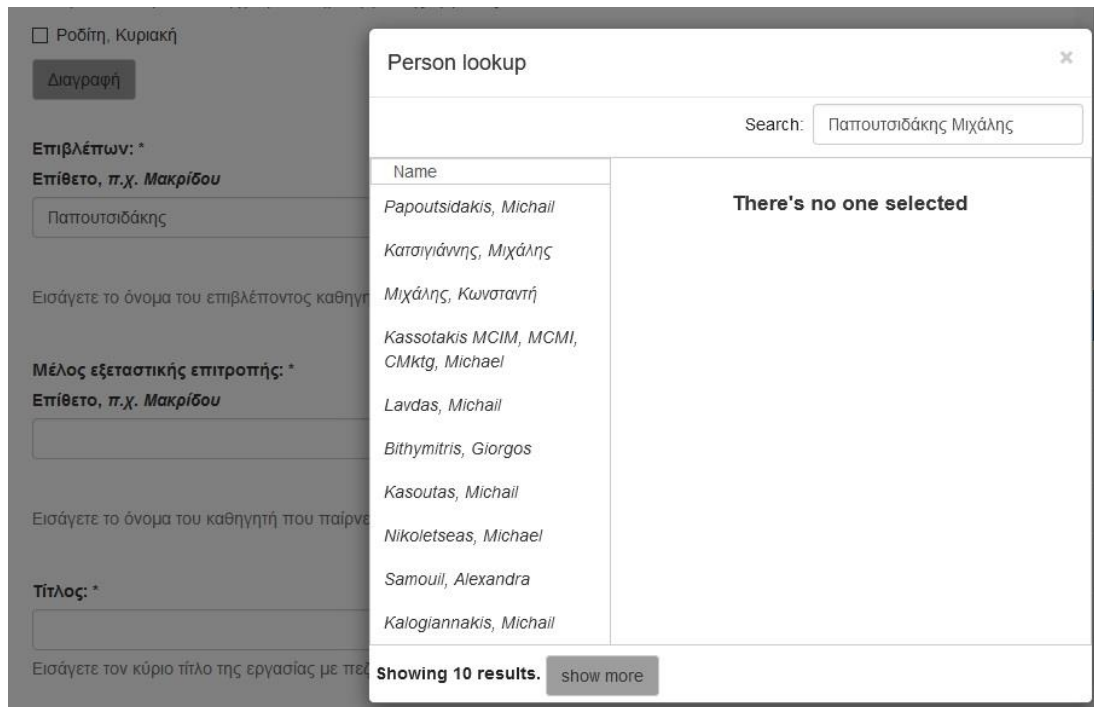 Ροδίτη, Κυριακή
Διαγραφή
Επιβλέπων: *
Επίθετο, π.χ. Μακρίδου
Παπουτσιδάκης
Εισάγετε το όνομα του επιβλέποντος καθηγ
Μέλος εξεταστικής επιτροπής: *
Επίθετο, π.χ. Μακρίδου
Εισάγετε το όνομα του καθηγητή που παίρνε
Τίτλος: *
Εισάγετε τον κύριο τίτλο της εργασίας με πεζ
Person lookup
×
Search: Παπουτσιδάκης Μιχάλης
Name
Papoutsidakis, Michail
Κατσιγιάννης, Μιχάλης
Μιχάλης, Κωνσταντή
Kassotakis MCIM, MCMI,
CMktg, Michael
Lavdas, Michail
Bithymitris, Giorgos
Kasoutas, Michail
Nikoletseas, Michael
Samouil, Alexandra
Kalogiannakis, Michail
There's no one selected
Showing 10 results. show more